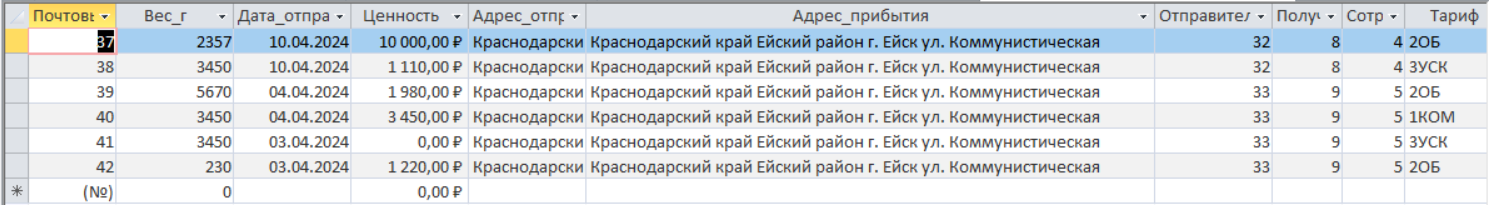 Почтовы Вес_г Дата_отпра Ценность Адрес_отпр Адрес_прибытия Отправител Получ Сотр Тариф
37 2357 10.04.2024 10 000,00 ₽ Краснодарски Краснодарский край Ейский район г. Ейск ул. Коммунистическая 32 8 4 2ОБ
38 3450 10.04.2024 1 110,00 ₽ Краснодарски Краснодарский край Ейский район г. Ейск ул. Коммунистическая 32 8 4 3УСК
39 5670 04.04.2024 1 980,00 ₽ Краснодарски Краснодарский край Ейский район г. Ейск ул. Коммунистическая 33 9 5 2ОБ
40 3450 04.04.2024 3 450,00 ₽ Краснодарски Краснодарский край Ейский район г. Ейск ул. Коммунистическая 33 9 5 1КОМ
41 3450 03.04.2024 0,00 ₽ Краснодарски Краснодарский край Ейский район г. Ейск ул. Коммунистическая 33 9 5 3УСК
42 230 03.04.2024 1 220,00 ₽ Краснодарски Краснодарский край Ейский район г. Ейск ул. Коммунистическая 33 9 5 2ОБ
(№) 0 0,00 ₽